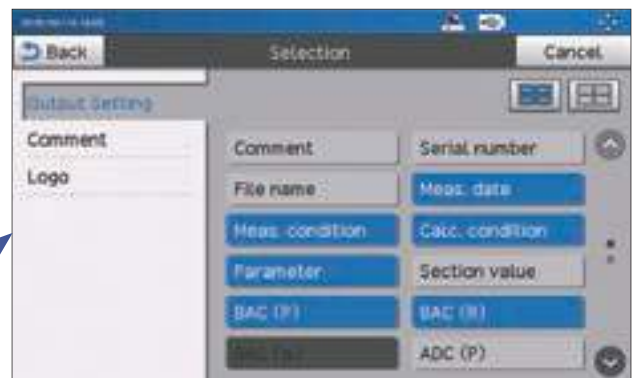 Back
Selection
Cancel
Output Setting
Comment
Logo
Comment
Serial number
File name
Meas. date
Meas. condition
Calc. condition
Parameter
Section value
BAC (P)
BAC (R)
ADC (P)